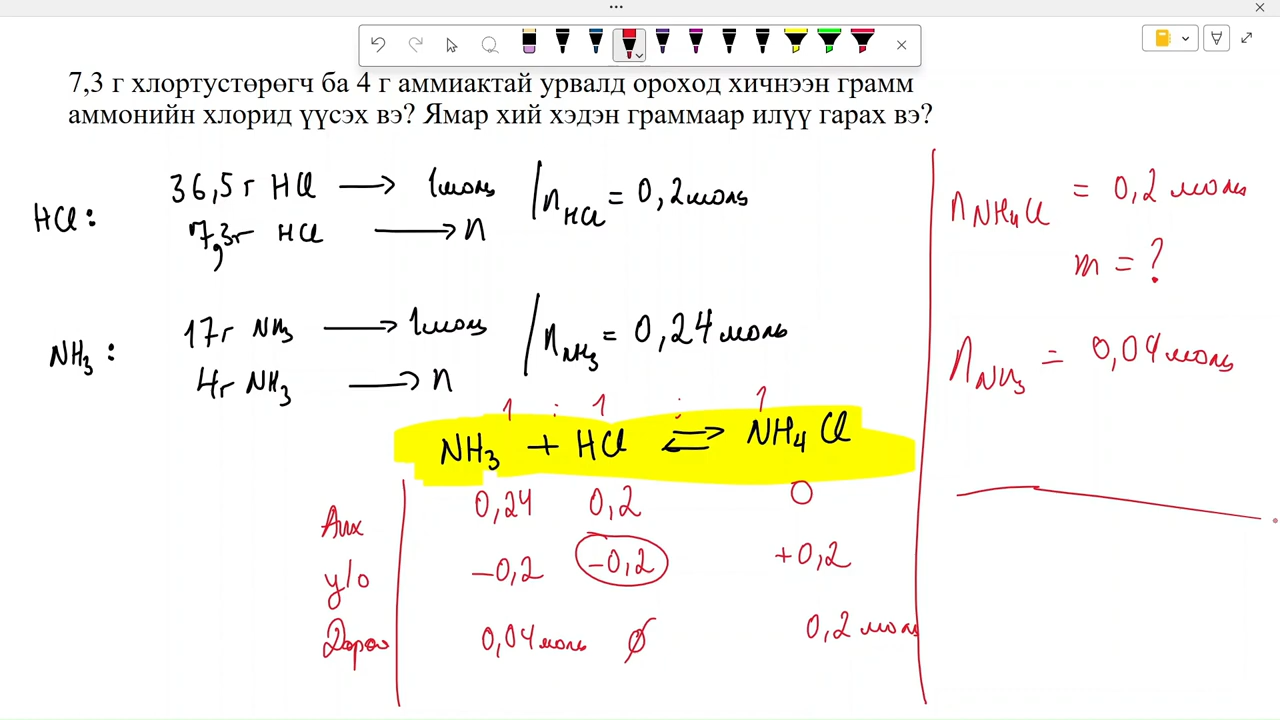 7,3 г хлортустөрөгч ба 4 г аммиактай урвалд ороход хичнээн грамм
аммонийн хлорид үүсэх вэ? Ямар хий хэдэн граммаар илүү гарах вэ?
HCl:
36,5г HCl → 1моль
7,3г HCl → n
n HCl = 0,2моль
NH3:
17г NH3 → 1моль
4г NH3 → n
n NH3 = 0,24моль
1 : 1 : 1
NH3 + HCl ⇄ NH4Cl
Анх 0,24 0,2 0
у/о −0,2 −0,2 +0,2
0,04моль ∅ 0,2 моль
n NH4Cl = 0,2 моль
m = ?
n NH3 = 0,04моль